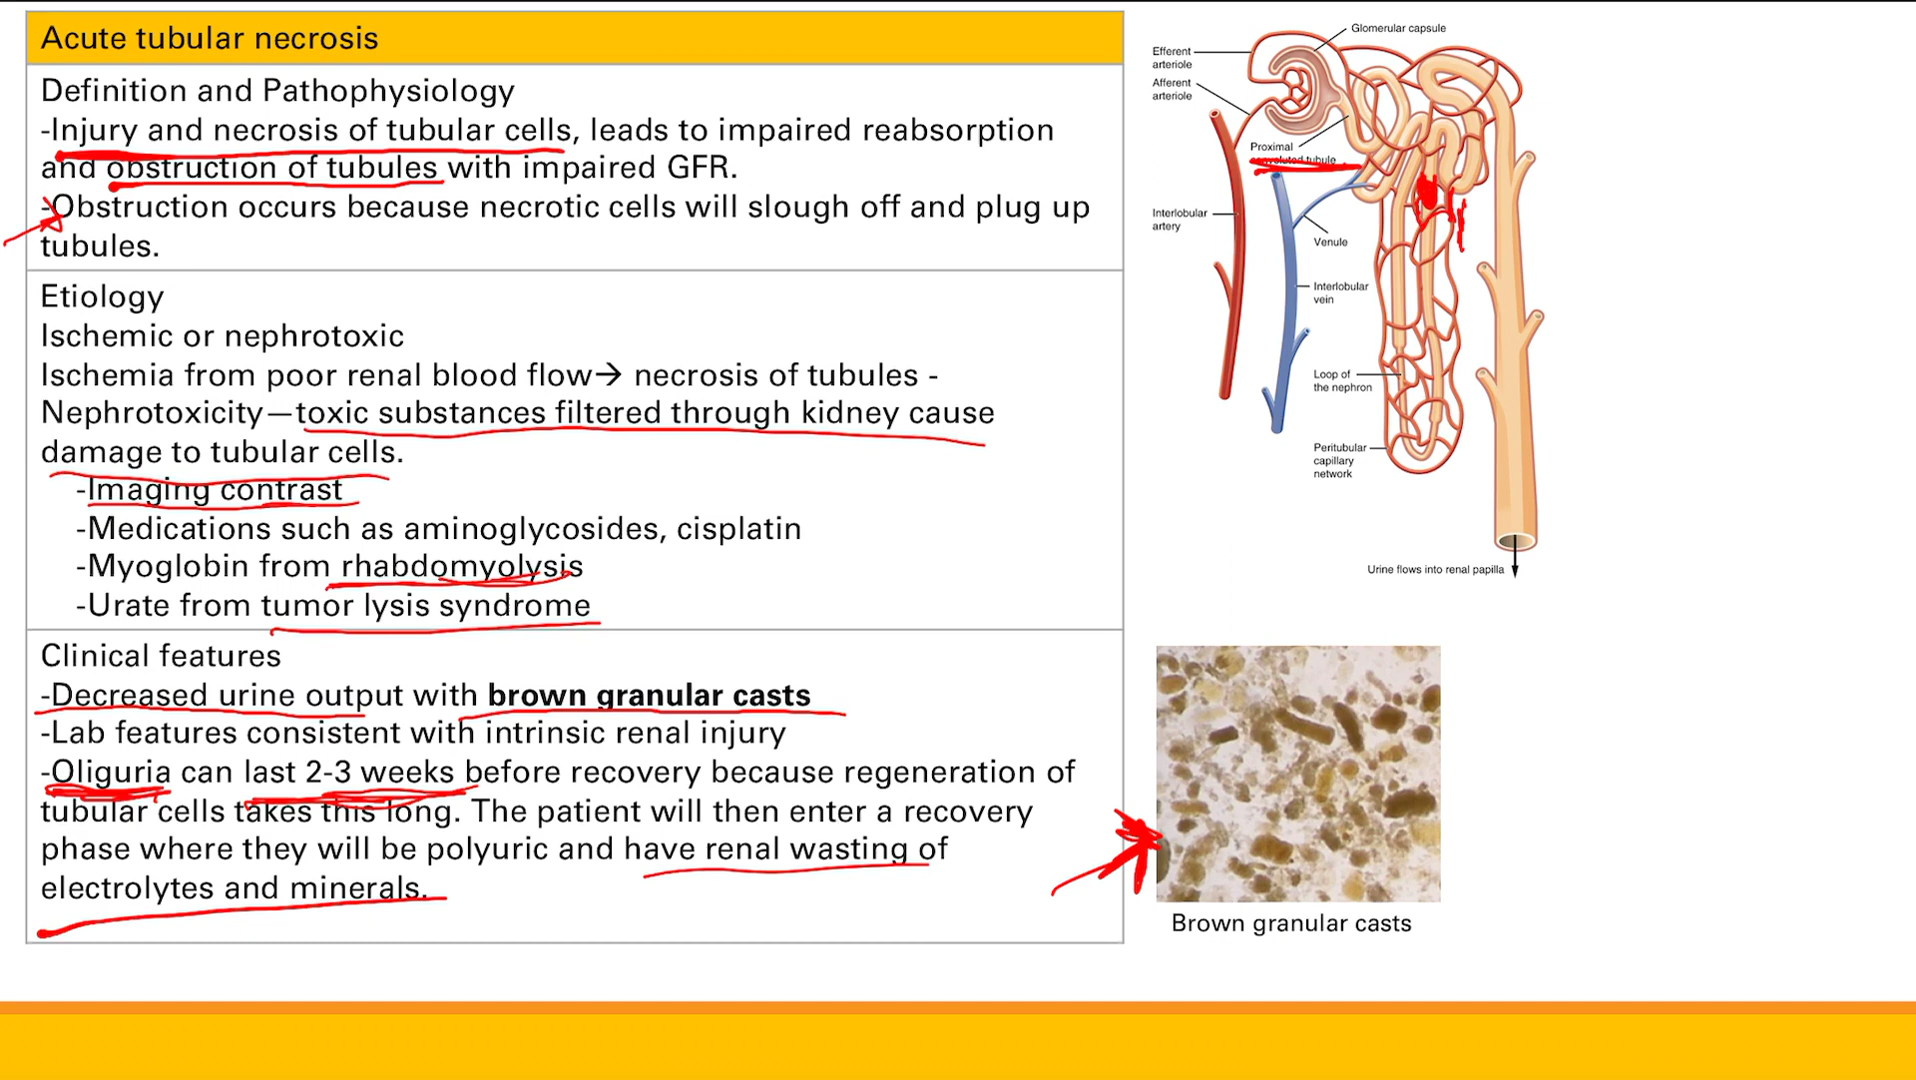 Acute tubular necrosis
Definition and Pathophysiology
-Injury and necrosis of tubular cells, leads to impaired reabsorption
and obstruction of tubules with impaired GFR.
-Obstruction occurs because necrotic cells will slough off and plug up
tubules.
Etiology
Ischemic or nephrotoxic
Ischemia from poor renal blood flow→ necrosis of tubules -
Nephrotoxicity—toxic substances filtered through kidney cause
damage to tubular cells.
-Imaging contrast
-Medications such as aminoglycosides, cisplatin
-Myoglobin from rhabdomyolysis
-Urate from tumor lysis syndrome
Clinical features
-Decreased urine output with brown granular casts
-Lab features consistent with intrinsic renal injury
-Oliguria can last 2-3 weeks before recovery because regeneration of
tubular cells takes this long. The patient will then enter a recovery
phase where they will be polyuric and have renal wasting of
electrolytes and minerals.
Glomerular capsule
Efferent
arteriole
Afferent
arteriole
Proximal
convoluted tubule
Interlobular
artery
Venule
Interlobular
vein
Loop of
the nephron
Peritubular
capillary
network
Urine flows into renal papilla
Brown granular casts